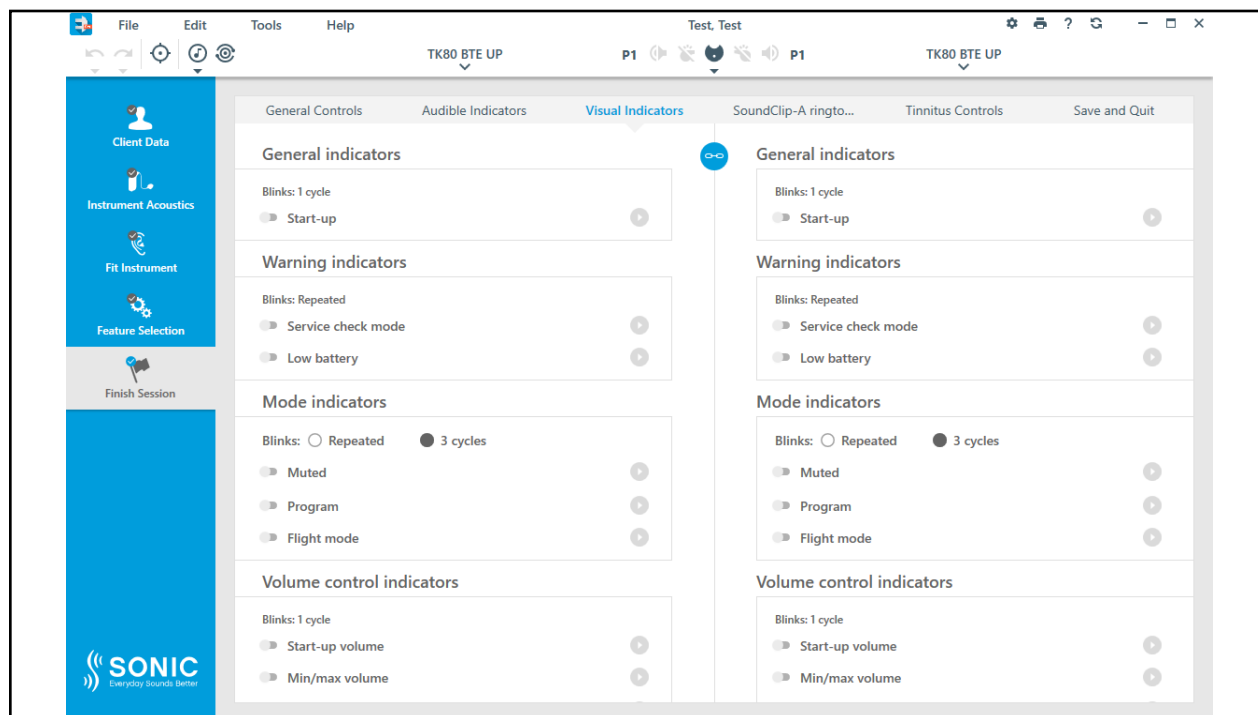 File Edit Tools Help Test, Test ?
TK80 BTE UP P1 P1 TK80 BTE UP
Client Data
Instrument Acoustics
Fit Instrument
Feature Selection
Finish Session
SONIC
Everyday Sounds Better
General Controls Audible Indicators Visual Indicators SoundClip-A ringto... Tinnitus Controls Save and Quit
General indicators
Blinks: 1 cycle
Start-up
Warning indicators
Blinks: Repeated
Service check mode
Low battery
Mode indicators
Blinks: Repeated 3 cycles
Muted
Program
Flight mode
Volume control indicators
Blinks: 1 cycle
Start-up volume
Min/max volume
General indicators
Blinks: 1 cycle
Start-up
Warning indicators
Blinks: Repeated
Service check mode
Low battery
Mode indicators
Blinks: Repeated 3 cycles
Muted
Program
Flight mode
Volume control indicators
Blinks: 1 cycle
Start-up volume
Min/max volume